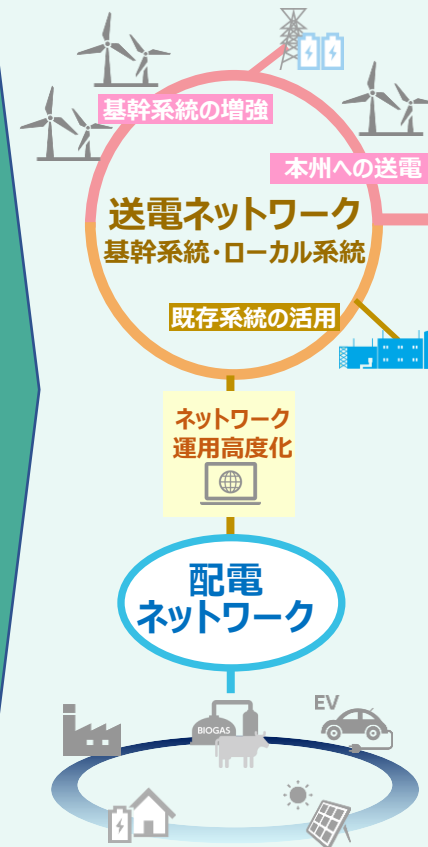 基幹系統の増強
本州への送電
送電ネットワーク
基幹系統・ローカル系統
既存系統の活用
ネットワーク
運用高度化
配電
ネットワーク
BIOGAS
EV